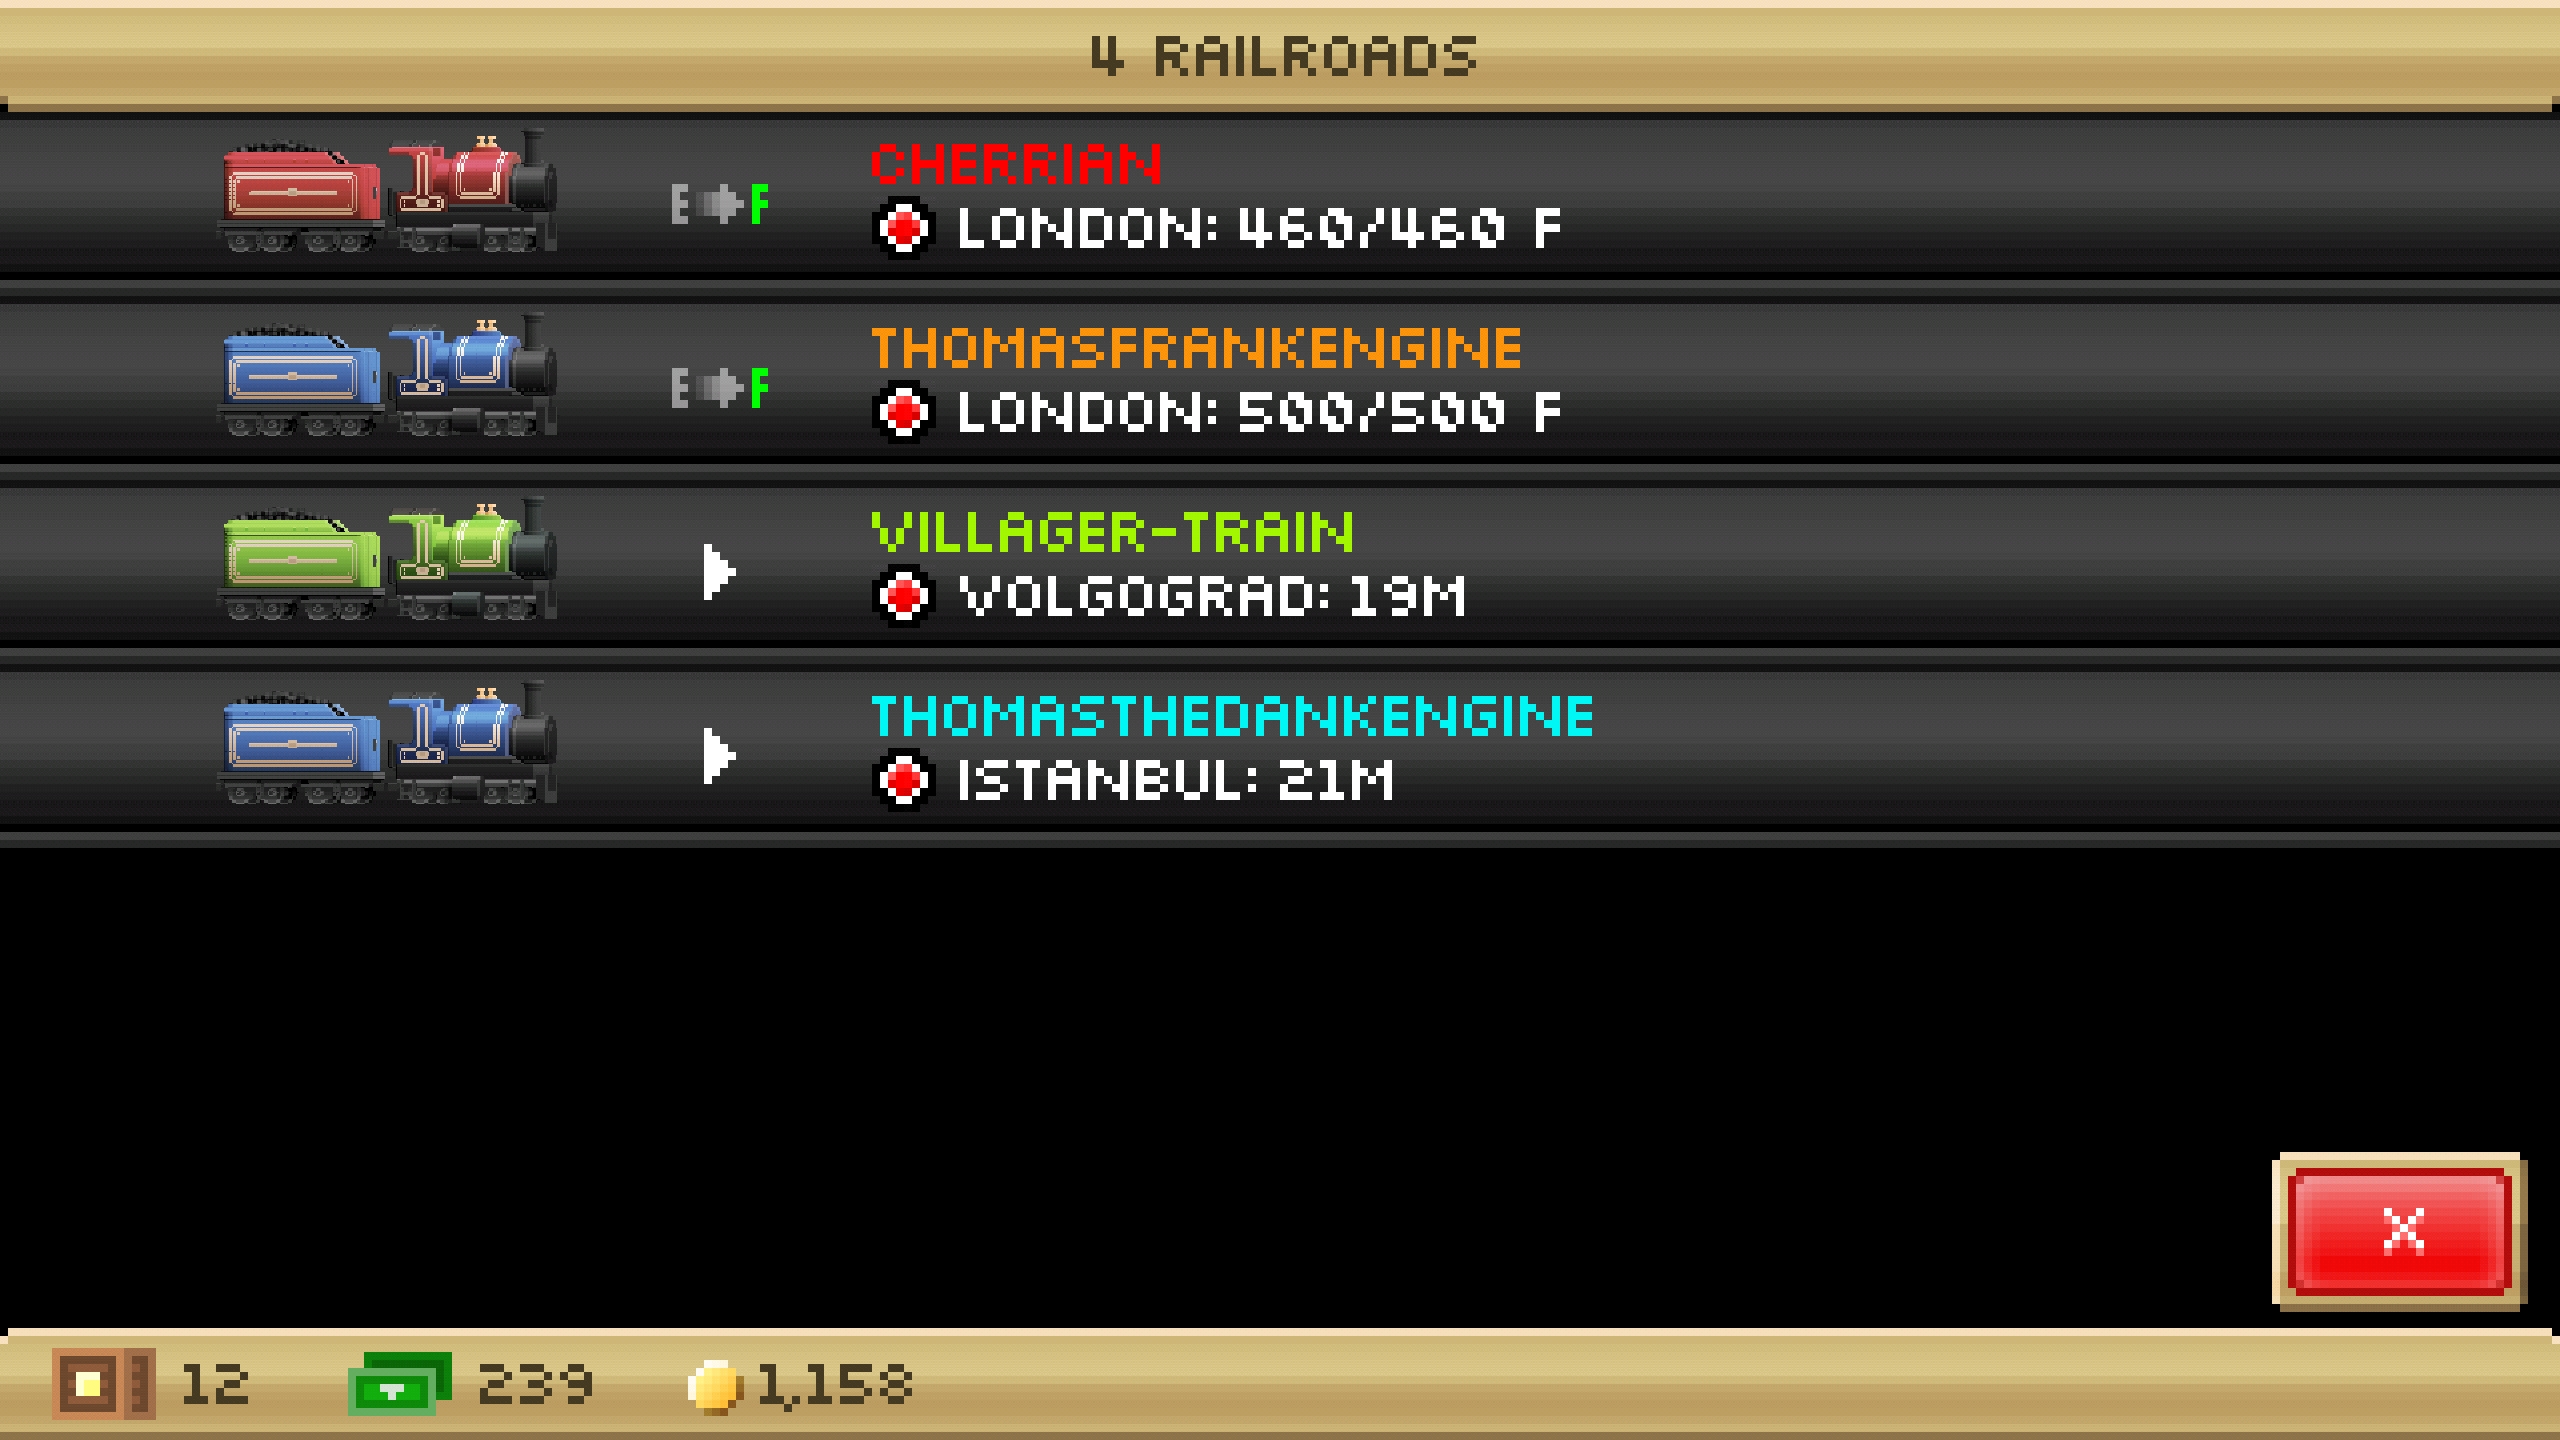 4 RAILROADS
CHERRIAN
E F
LONDON: 460/460 F
THOMASFRANKENGINE
E F
LONDON: 500/500 F
VILLAGER-TRAIN
VOLGOGRAD: 19M
THOMASTHEDANKENGINE
ISTANBUL: 21M
X
12 239 1,158